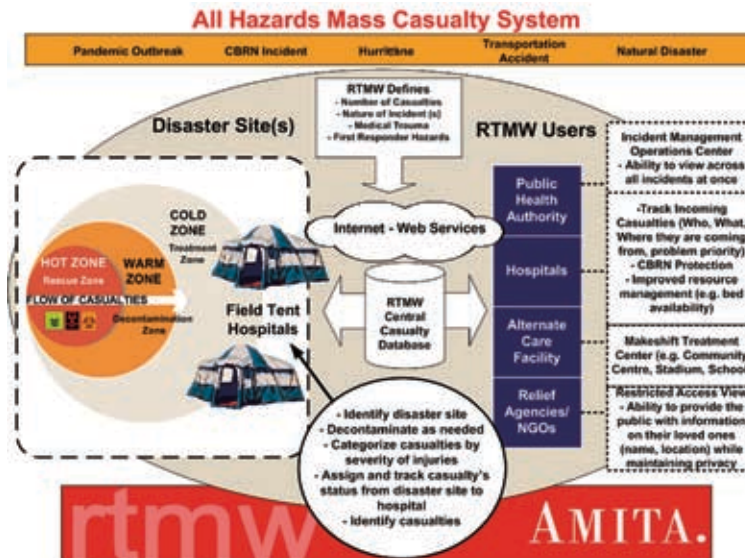 All Hazards Mass Casualty System
Pandemic Outbreak
CBRN Incident
Hurritane
Transportation
Accident
Natural Disaster
RTMW Defines
- Number of Casualties
- Nature of Incident (s)
- Medical Trauma
- First Responder Hazards
Disaster Site(s)
RTMW Users
COLD
ZONE
Treatment
Zone
HOT ZONE
Rescue Zone
WARM
ZONE
FLOW OF CASUALTIES
Decontamination
Zone
Field Tent
Hospitals
Internet - Web Services
RTMW
Central
Casualty
Database
Public
Health
Authority
Hospitals
Alternate
Care
Facility
Relief
Agencies/
NGOs
Incident Management
Operations Center
- Ability to view across
all incidents at once
-Track Incoming
Casualties (Who, What,
Where they are coming
from, problem priority)
- CBRN Protection
- Improved resource
management (e.g. bed
availability)
Makeshift Treatment
Center (e.g. Community
Centre, Stadium, School)
Restricted Access View
- Ability to provide the
public with information
on their loved ones
(name, location) while
maintaining privacy
- Identify disaster site
- Decontaminate as needed
- Categorize casualties by
severity of injuries
- Assign and track casualty's
status from disaster site to
hospital
- Identify casualties
rtmw
AMITA.